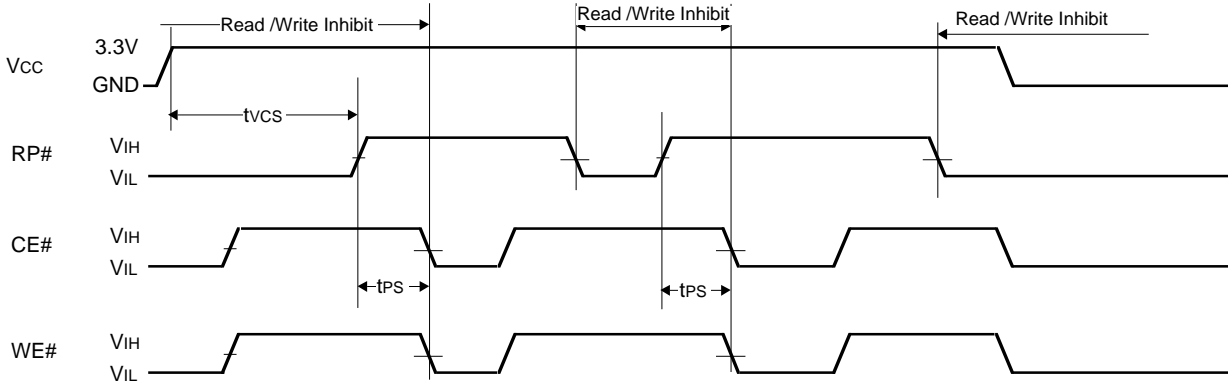 Read /Write Inhibit
Read /Write Inhibit
Read /Write Inhibit
VCC
3.3V
GND
tVCS
RP#
VIH
VIL
CE#
VIH
VIL
tPS
tPS
WE#
VIH
VIL